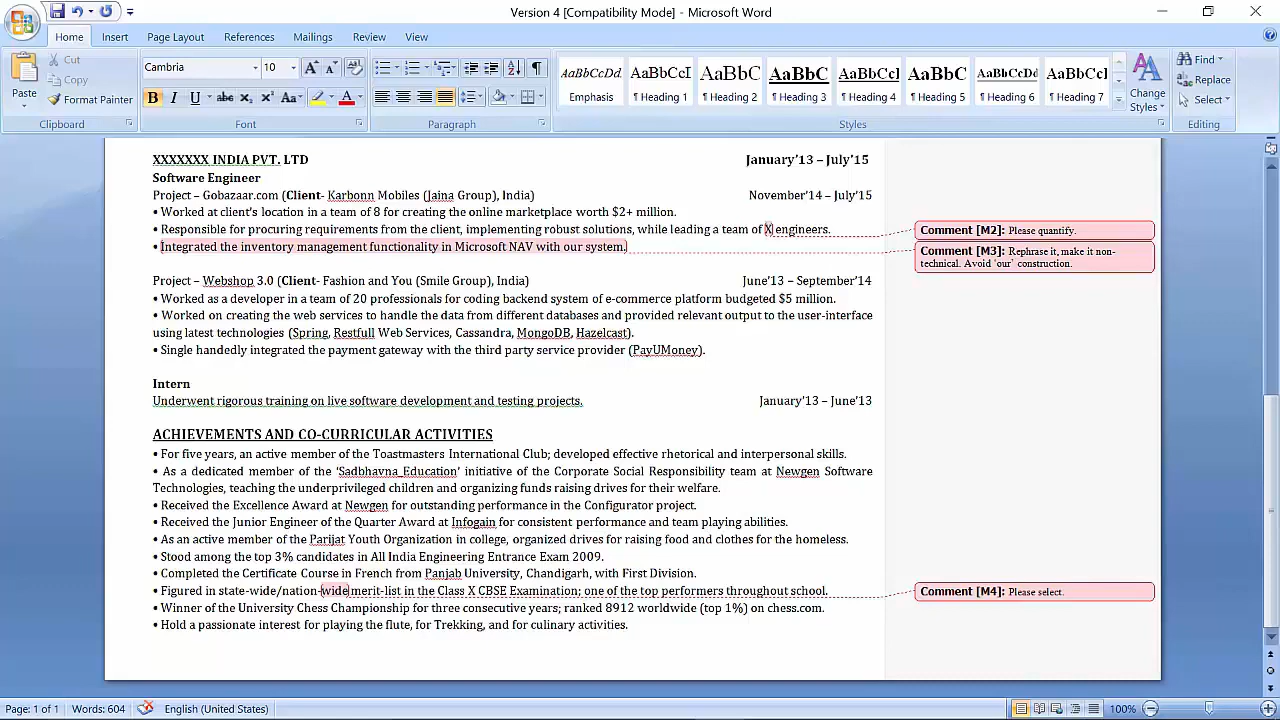 Version 4 [Compatibility Mode] - Microsoft Word
Home Insert Page Layout References Mailings Review View
Paste
Cut
Copy
Format Painter
Clipboard
Cambria 10
B I U abc x₂ x² Aa A
Font
Paragraph
AaBbCcDd AaBbCcI AaBbC AaBbC AaBbCcI AaBbC AaBbCcDd AaBbCcI
Emphasis ¶ Heading 1 ¶ Heading 2 ¶ Heading 3 ¶ Heading 4 ¶ Heading 5 ¶ Heading 6 ¶ Heading 7
Change Styles
Styles
Find
Replace
Select
Editing
XXXXXXX INDIA PVT. LTD January’13 – July’15
Software Engineer
Project – Gobazaar.com (Client- Karbonn Mobiles (Jaina Group), India) November’14 – July’15
• Worked at client’s location in a team of 8 for creating the online marketplace worth $2+ million.
• Responsible for procuring requirements from the client, implementing robust solutions, while leading a team of X engineers.
• Integrated the inventory management functionality in Microsoft NAV with our system.
Comment [M2]: Please quantify.
Comment [M3]: Rephrase it, make it non-
technical. Avoid ‘our’ construction.
Project – Webshop 3.0 (Client- Fashion and You (Smile Group), India) June’13 – September’14
• Worked as a developer in a team of 20 professionals for coding backend system of e-commerce platform budgeted $5 million.
• Worked on creating the web services to handle the data from different databases and provided relevant output to the user-interface
using latest technologies (Spring, Restfull Web Services, Cassandra, MongoDB, Hazelcast).
• Single handedly integrated the payment gateway with the third party service provider (PayUMoney).
Intern
Underwent rigorous training on live software development and testing projects. January’13 – June’13
ACHIEVEMENTS AND CO-CURRICULAR ACTIVITIES
• For five years, an active member of the Toastmasters International Club; developed effective rhetorical and interpersonal skills.
• As a dedicated member of the ‘Sadbhavna_Education’ initiative of the Corporate Social Responsibility team at Newgen Software
Technologies, teaching the underprivileged children and organizing funds raising drives for their welfare.
• Received the Excellence Award at Newgen for outstanding performance in the Configurator project.
• Received the Junior Engineer of the Quarter Award at Infogain for consistent performance and team playing abilities.
• As an active member of the Parijat Youth Organization in college, organized drives for raising food and clothes for the homeless.
• Stood among the top 3% candidates in All India Engineering Entrance Exam 2009.
• Completed the Certificate Course in French from Panjab University, Chandigarh, with First Division.
• Figured in state-wide/nation-wide merit-list in the Class X CBSE Examination; one of the top performers throughout school.
Comment [M4]: Please select.
• Winner of the University Chess Championship for three consecutive years; ranked 8912 worldwide (top 1%) on chess.com.
• Hold a passionate interest for playing the flute, for Trekking, and for culinary activities.
Page: 1 of 1 Words: 604 English (United States) 100%